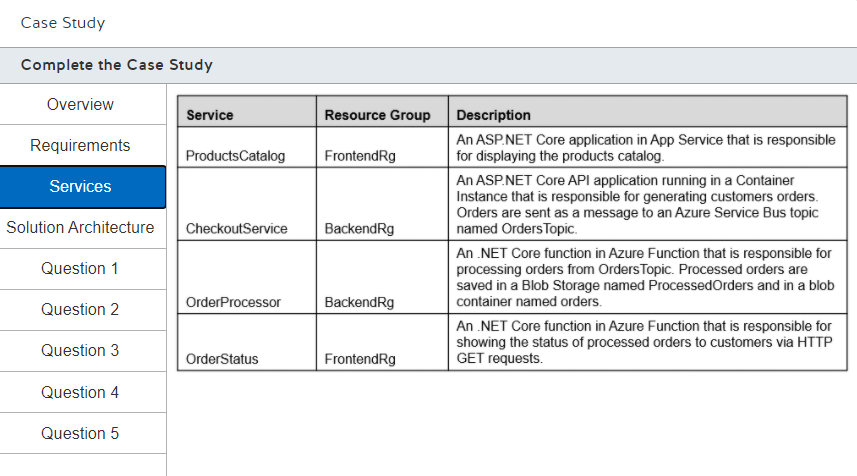 Case Study
Complete the Case Study
Overview
Requirements
Services
Solution Architecture
Question 1
Question 2
Question 3
Question 4
Question 5
Service Resource Group Description
ProductsCatalog FrontendRg An ASP.NET Core application in App Service that is responsible
for displaying the products catalog.
CheckoutService BackendRg An ASP.NET Core API application running in a Container
Instance that is responsible for generating customers orders.
Orders are sent as a message to an Azure Service Bus topic
named OrdersTopic.
OrderProcessor BackendRg An .NET Core function in Azure Function that is responsible for
processing orders from OrdersTopic. Processed orders are
saved in a Blob Storage named ProcessedOrders and in a blob
container named orders.
OrderStatus FrontendRg An .NET Core function in Azure Function that is responsible for
showing the status of processed orders to customers via HTTP
GET requests.